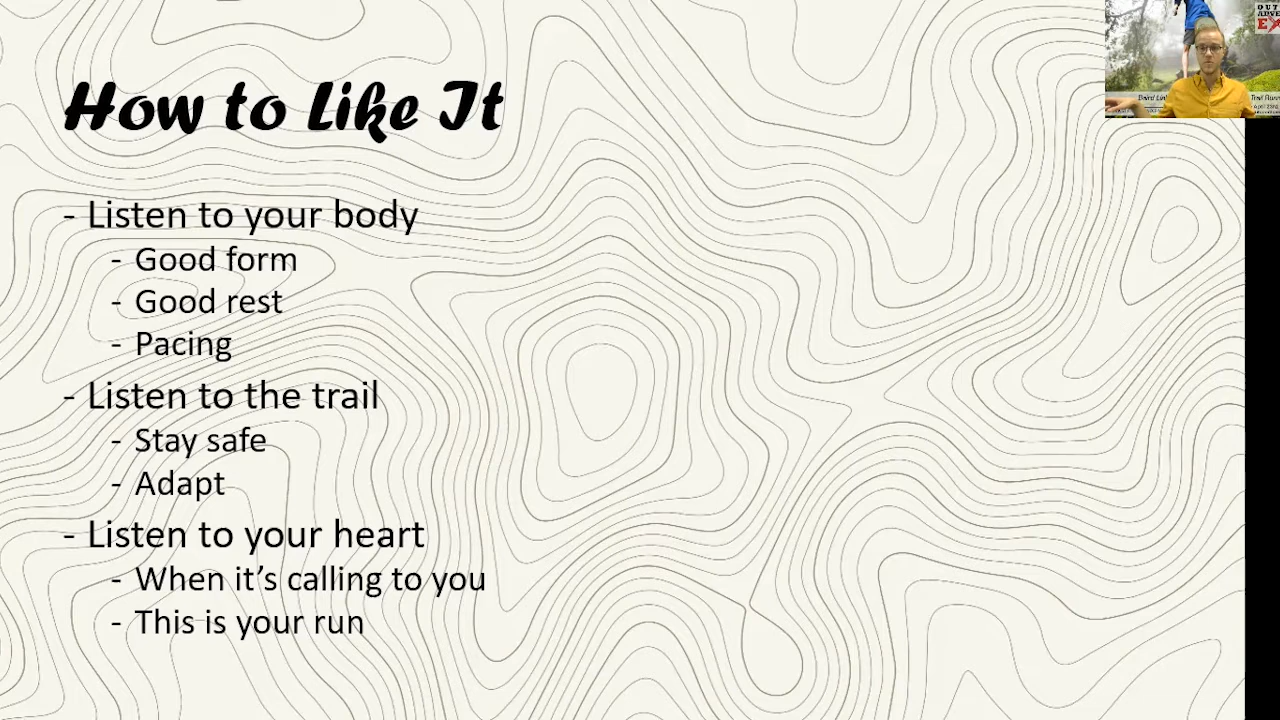 How to Like It
- Listen to your body
- Good form
- Good rest
- Pacing
- Listen to the trail
- Stay safe
- Adapt
- Listen to your heart
- When it's calling to you
- This is your run